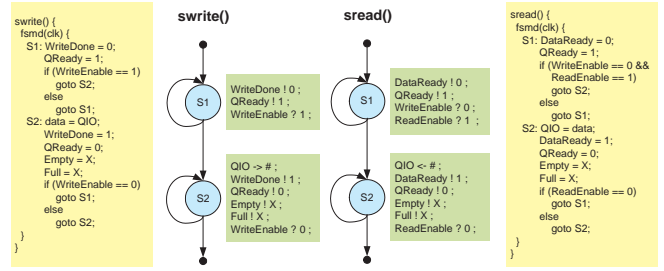 swrite() {
fsmd(clk) {
S1: WriteDone = 0;
QReady = 1;
if (WriteEnable == 1)
goto S2;
else
goto S1;
S2: data = QIO;
WriteDone = 1;
QReady = 0;
Empty = X;
Full = X;
if (WriteEnable == 0)
goto S1;
else
goto S2;
}
}
swrite()
S1
WriteDone ! 0 ;
QReady ! 1 ;
WriteEnable ? 1 ;
S2
QIO -> # ;
WriteDone ! 1 ;
QReady ! 0 ;
Empty ! X ;
Full ! X ;
WriteEnable ? 0 ;
sread()
S1
DataReady ! 0 ;
QReady ! 1 ;
WriteEnable ? 0 ;
ReadEnable ? 1 ;
S2
QIO <- # ;
DataReady ! 1 ;
QReady ! 0 ;
Empty ! X ;
Full ! X ;
ReadEnable ? 0 ;
sread() {
fsmd(clk) {
S1: DataReady = 0;
QReady = 1;
if (WriteEnable == 0 &&
ReadEnable == 1)
goto S2;
else
goto S1;
S2: QIO = data;
DataReady = 1;
QReady = 0;
Empty = X;
Full = X;
if (ReadEnable == 0)
goto S1;
else
goto S2;
}
}